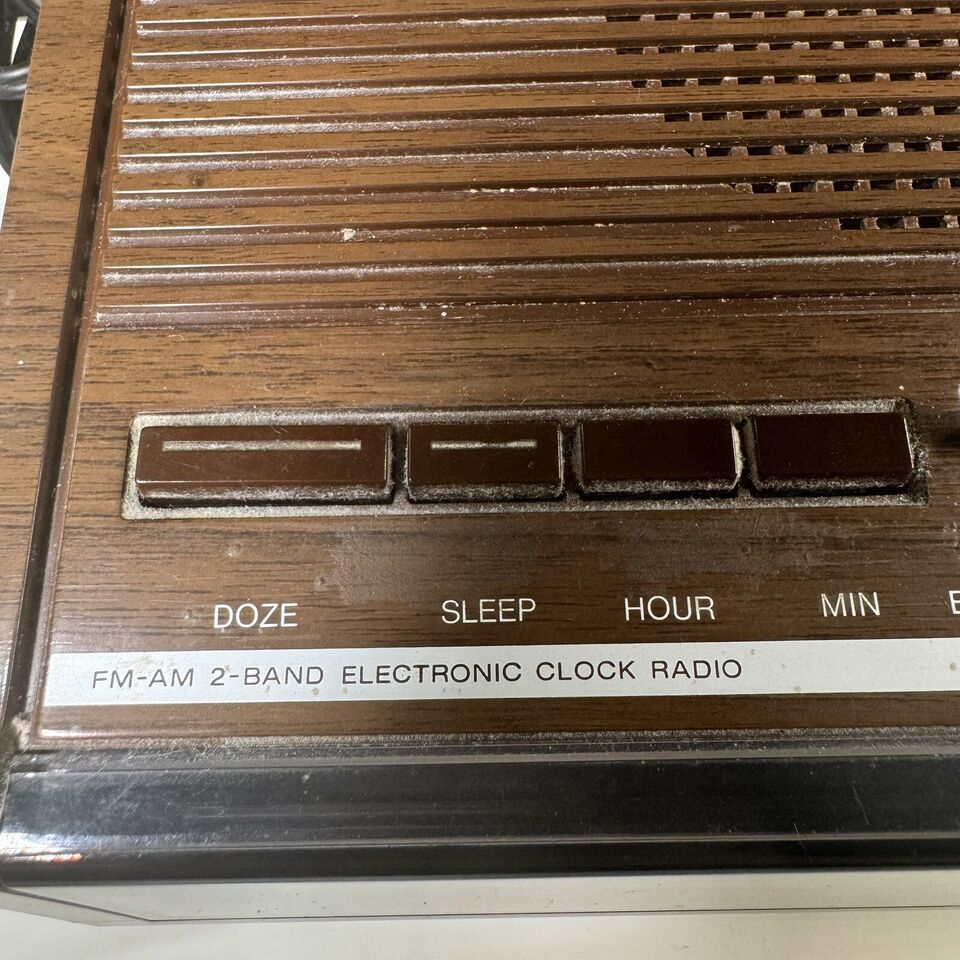 DOZE SLEEP HOUR MIN
FM-AM 2-BAND ELECTRONIC CLOCK RADIO